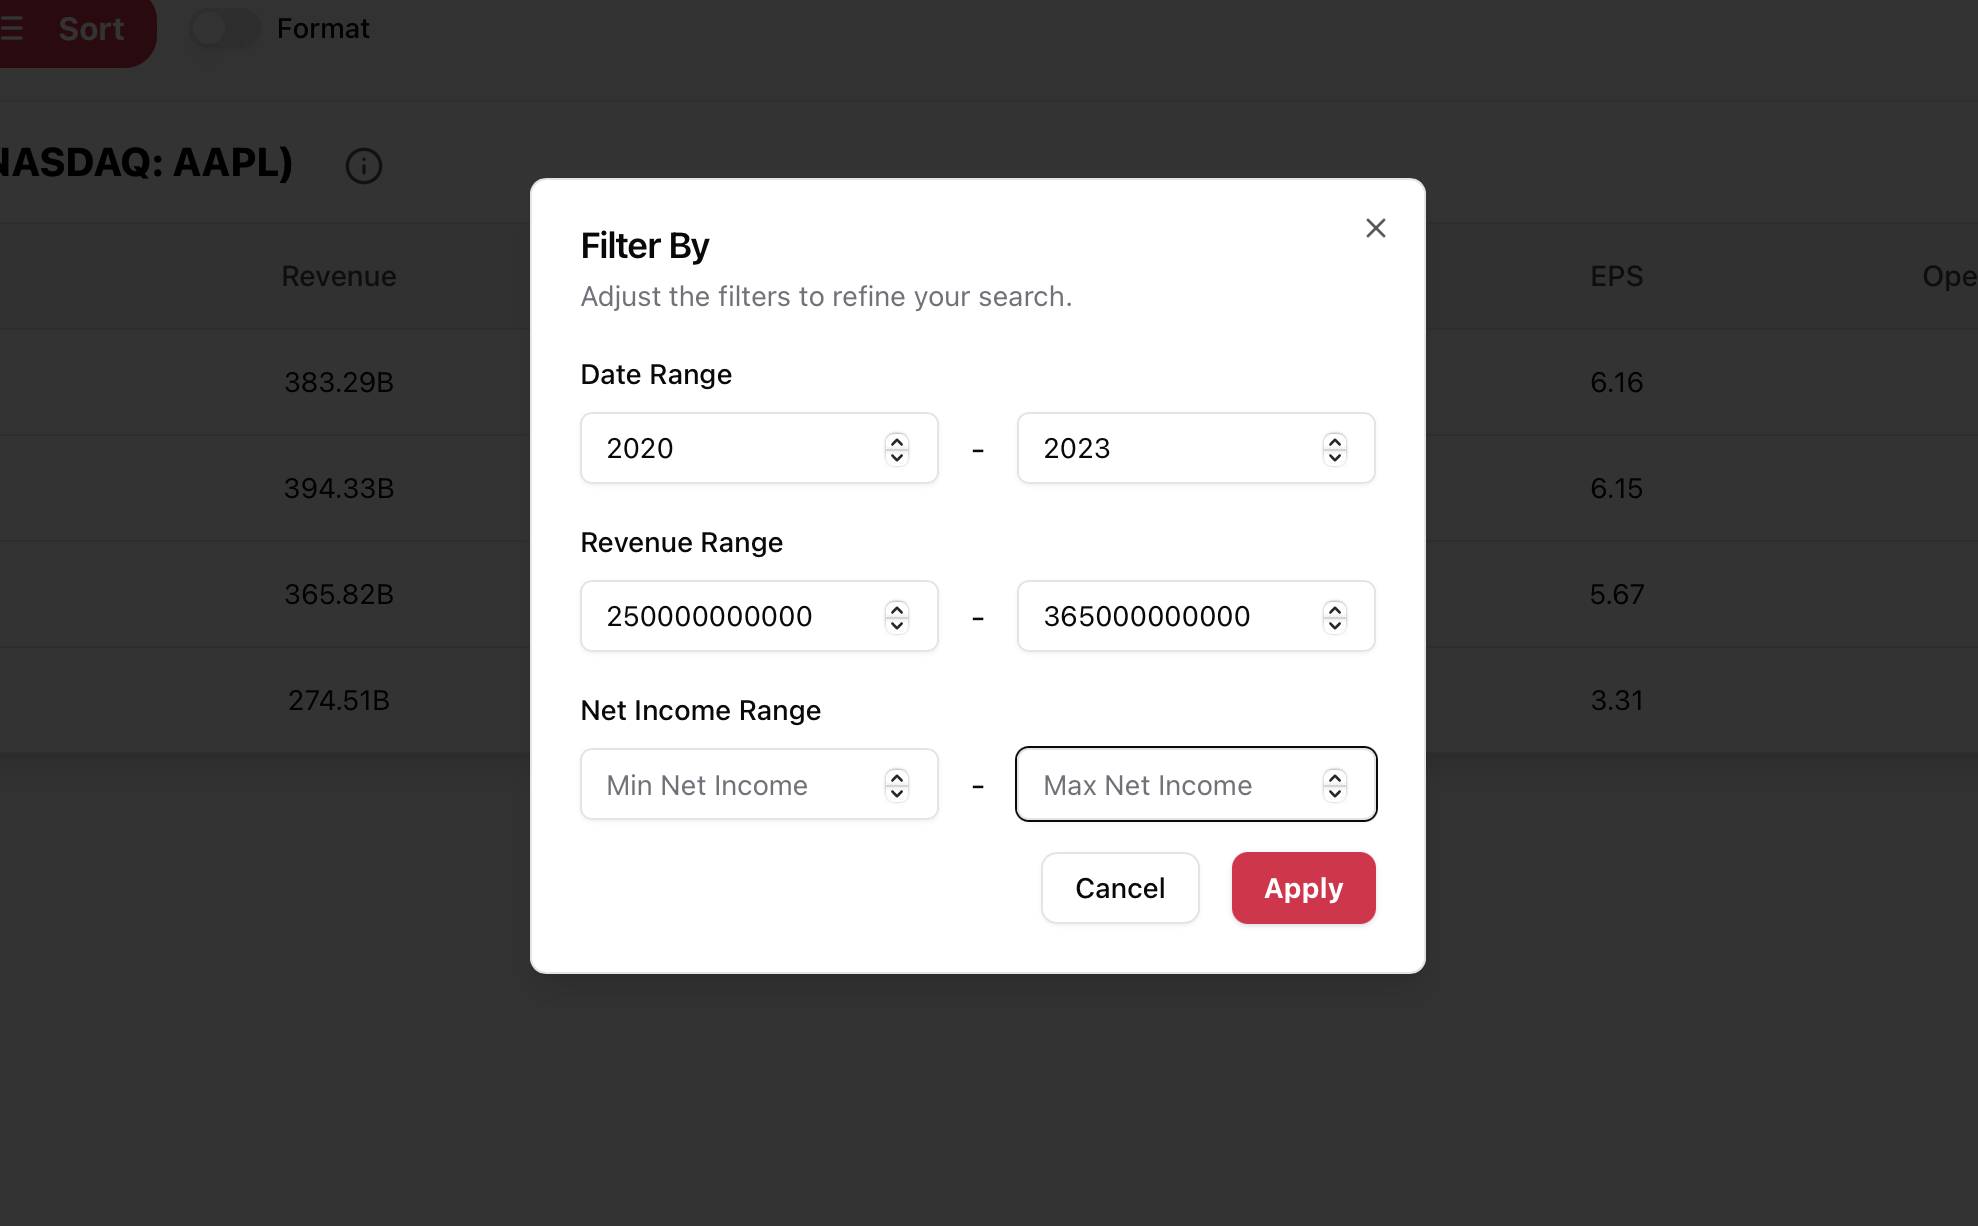 Sort Format
NASDAQ: AAPL)
Revenue EPS Ope
383.29B 6.16
394.33B 6.15
365.82B 5.67
274.51B 3.31
Filter By
Adjust the filters to refine your search.
Date Range
2020 - 2023
Revenue Range
250000000000 - 365000000000
Net Income Range
Min Net Income - Max Net Income
Cancel Apply